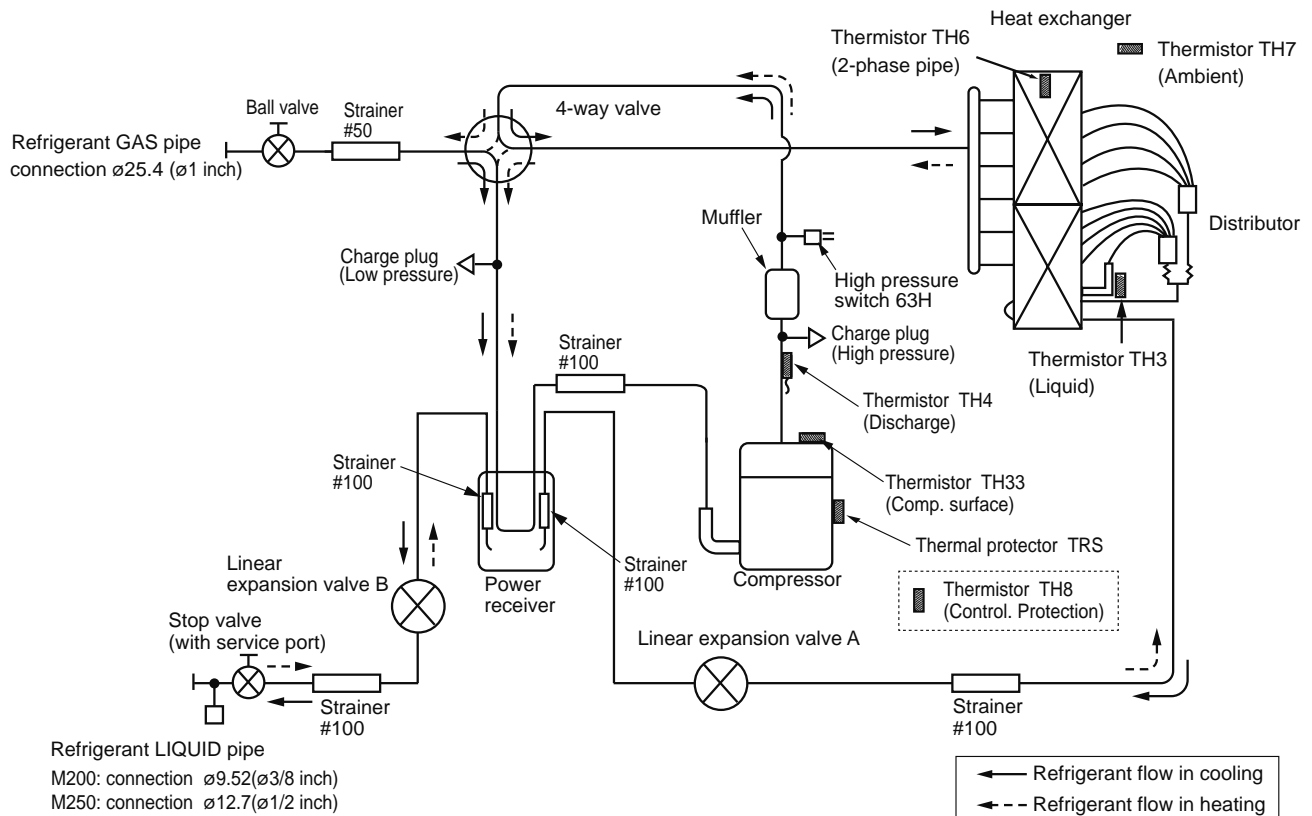 Heat exchanger
Thermistor TH6
(2-phase pipe)
Thermistor TH7
(Ambient)
Ball valve
Strainer
#50
4-way valve
Refrigerant GAS pipe
connection ø25.4 (ø1 inch)
Muffler
Distributor
Charge plug
(Low pressure)
High pressure
switch 63H
Charge plug
(High pressure)
Strainer
#100
Thermistor TH3
(Liquid)
Thermistor TH4
(Discharge)
Strainer
#100
Thermistor TH33
(Comp. surface)
Thermal protector TRS
Strainer
#100
Linear
expansion valve B
Power
receiver
Compressor
Thermistor TH8
(Control. Protection)
Stop valve
(with service port)
Linear expansion valve A
Strainer
#100
Strainer
#100
Refrigerant LIQUID pipe
M200: connection ø9.52(ø3/8 inch)
M250: connection ø12.7(ø1/2 inch)
Refrigerant flow in cooling
Refrigerant flow in heating